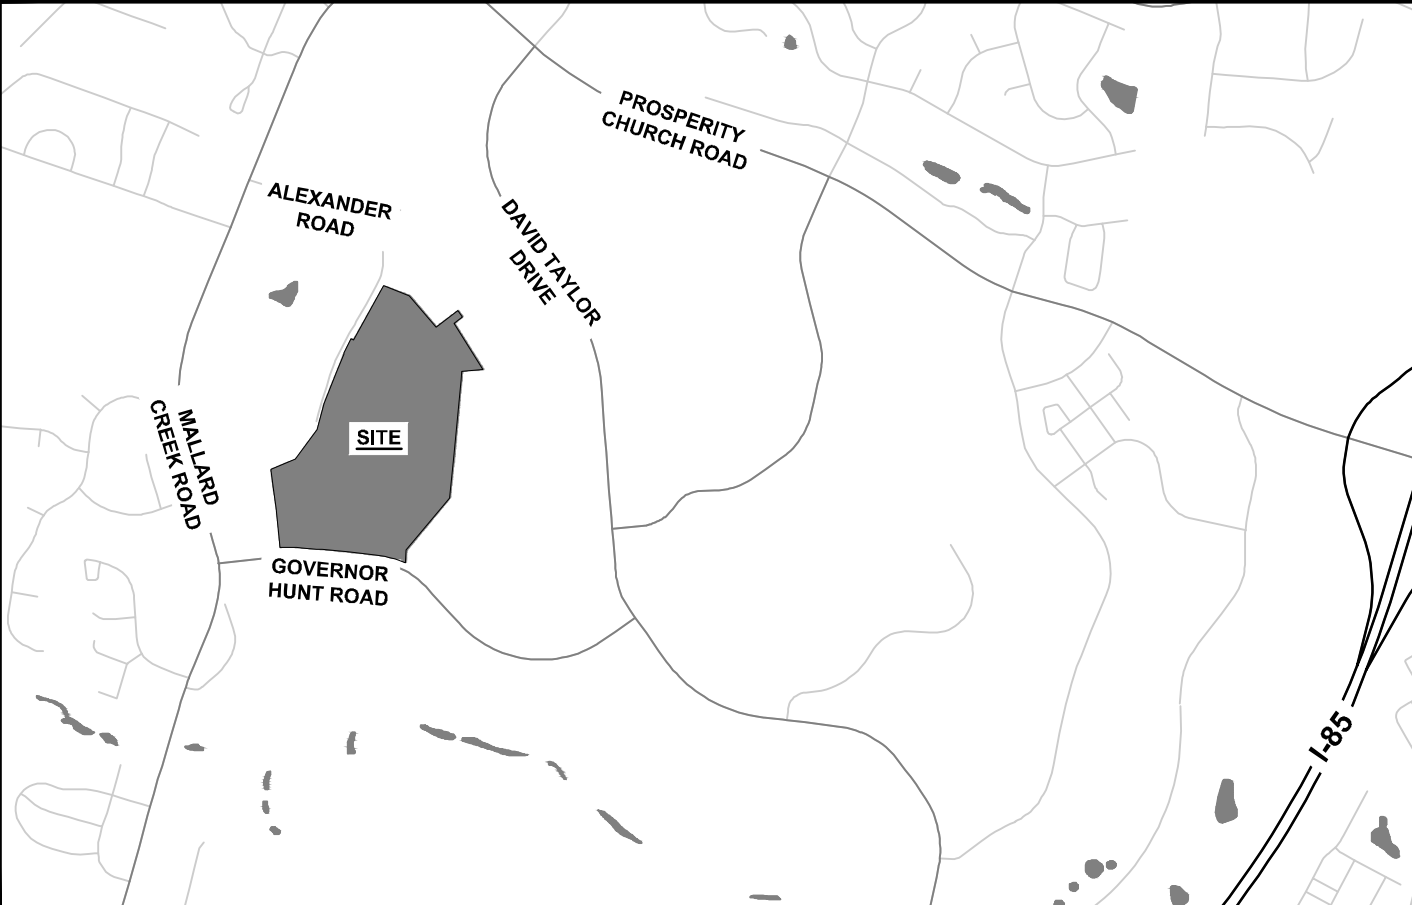 PROSPERITY
CHURCH ROAD
ALEXANDER
ROAD
DAVID TAYLOR
DRIVE
MALLARD
CREEK ROAD
SITE
GOVERNOR
HUNT ROAD
I-85